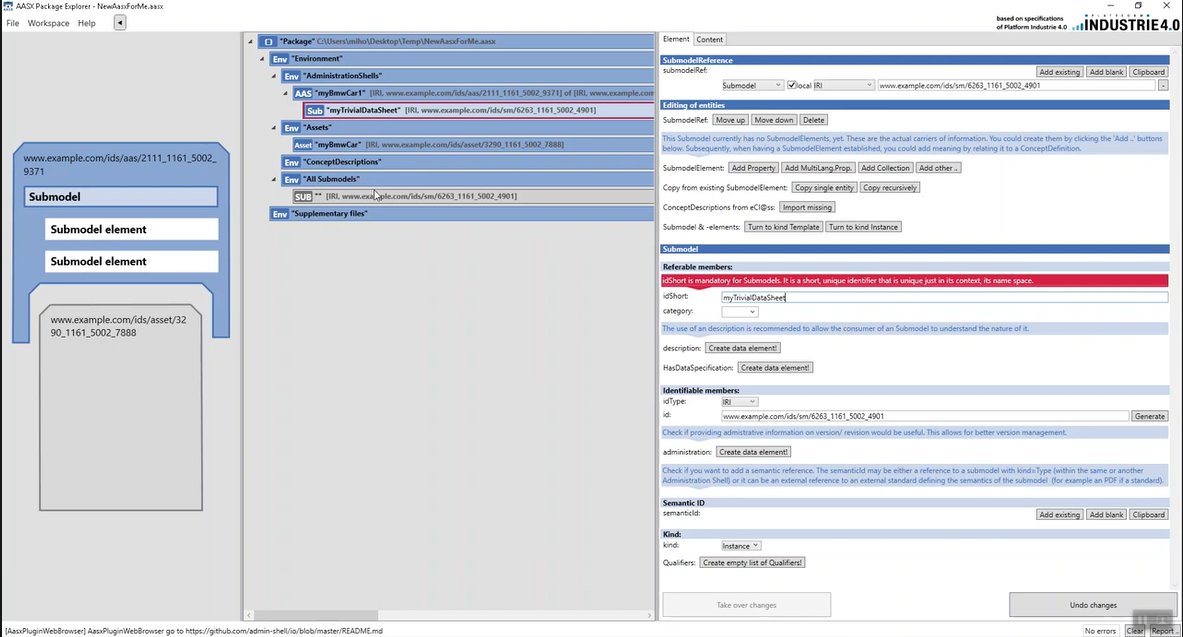 AASX Package Explorer - NewAasxForMe.aasx
File Workspace Help
based on specifications
of Platform Industrie 4.0
PLATTFORM
INDUSTRIE4.0
www.example.com/ids/aas/2111_1161_5002_
9371
Submodel
Submodel element
Submodel element
www.example.com/ids/asset/32
90_1161_5002_7888
"Package" C:\Users\miho\Desktop\Temp\NewAasxForMe.aasx
Env "Environment"
Env "AdministrationShells"
AAS "myBmwCar1" [IRI, www.example.com/ids/aas/2111_1161_5002_9371] of [IRI, www.example.com
Sub "myTrivialDataSheet" [IRI, www.example.com/ids/sm/6263_1161_5002_4901]
Env "Assets"
Asset "myBmwCar" [IRI, www.example.com/ids/asset/3290_1161_5002_7888]
Env "ConceptDescriptions"
Env "All Submodels"
SUB "" [IRI, www.example.com/ids/sm/6263_1161_5002_4901]
Env "Supplementary files"
Element Content
SubmodelReference
submodelRef:
Add existing Add blank Clipboard
Submodel local IRI www.example.com/ids/sm/6263_1161_5002_4901 -
Editing of entities
SubmodelRef: Move up Move down Delete
This Submodel currently has no SubmodelElements, yet. These are the actual carriers of information. You could create them by clicking the 'Add ..' buttons
below. Subsequently, when having a SubmodelElement established, you could add meaning by relating it to a ConceptDefinition.
SubmodelElement: Add Property Add MultiLang.Prop. Add Collection Add other ..
Copy from existing SubmodelElement: Copy single entity Copy recursively
ConceptDescriptions from eCl@ss: Import missing
Submodel & -elements: Turn to kind Template Turn to kind Instance
Submodel
Referable members:
idShort is mandatory for Submodels. It is a short, unique identifier that is unique just in its context, its name space.
idShort: myTrivialDataSheet
category:
The use of an description is recommended to allow the consumer of an Submodel to understand the nature of it.
description: Create data element!
HasDataSpecification: Create data element!
Identifiable members:
idType: IRI
id: www.example.com/ids/sm/6263_1161_5002_4901 Generate
Check if providing admistrative information on version/ revision would be useful. This allows for better version management.
administration: Create data element!
Check if you want to add a semantic reference. The semanticId may be either a reference to a submodel with kind=Type (within the same or another
Administration Shell) or it can be an external reference to an external standard defining the semantics of the submodel (for example an PDF if a standard).
Semantic ID
semanticId: Add existing Add blank Clipboard
Kind:
kind: Instance
Qualifiers: Create empty list of Qualifiers!
Take over changes Undo changes
[AasxPluginWebBrowser] AasxPluginWebBrowser go to https://github.com/admin-shell/io/blob/master/README.md
No errors Clear Report ..